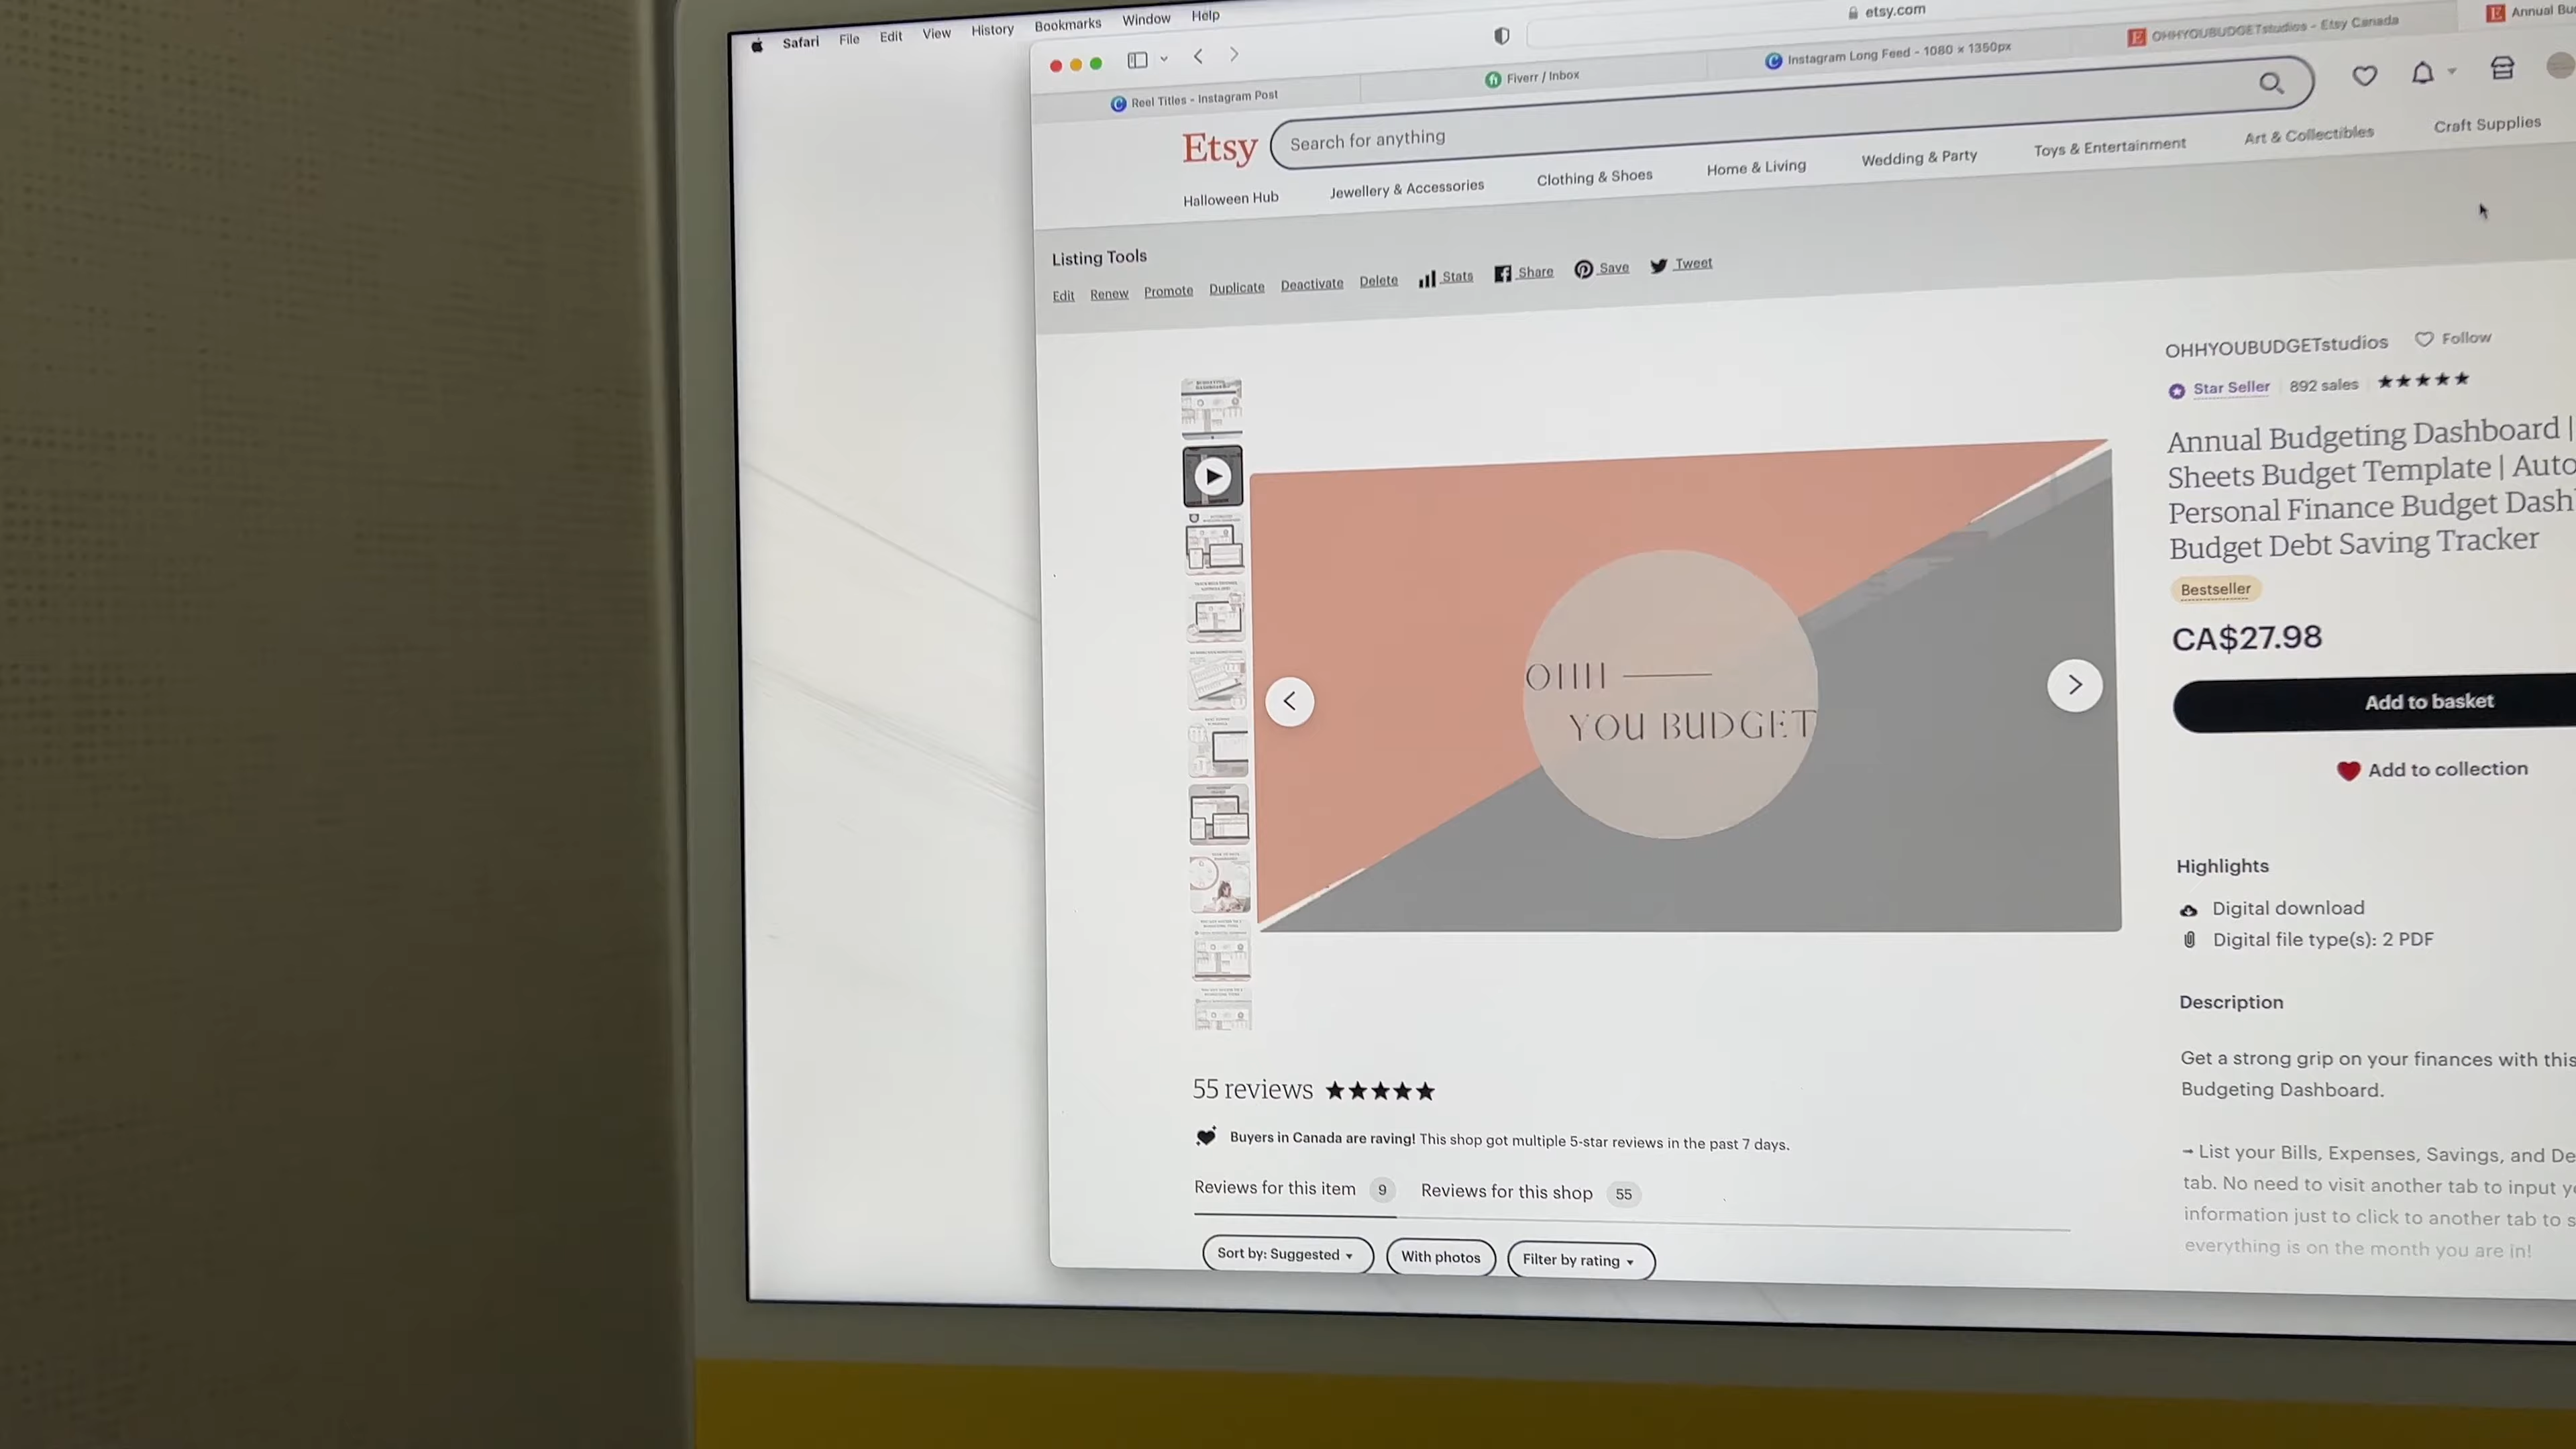 Safari File Edit View History Bookmarks Window Help
etsy.com
Reel Titles - Instagram Post
Fiverr / Inbox
Instagram Long Feed - 1080 × 1350px
OHHYOUBUDGETstudios - Etsy Canada
Annual
Etsy
Search for anything
Halloween Hub
Jewellery & Accessories
Clothing & Shoes
Home & Living
Wedding & Party
Toys & Entertainment
Art & Collectibles
Craft Supplies
Listing Tools
Edit Renew Promote Duplicate Deactivate Delete Stats Share Save Tweet
OHHYOUBUDGETstudios Follow
Star Seller 892 sales ★★★★★
Annual Budgeting Dashboard |
Sheets Budget Template |
Personal Finance Budget
Budget Debt Saving Tracker
Bestseller
CA$27.98
Add to basket
Add to collection
OHH
YOU BUDGET
Highlights
Digital download
Digital file type(s): 2 PDF
Description
Get a strong grip on your finances with this
Budgeting Dashboard.
→ List your Bills, Expenses, Savings, and
tab. No need to visit another tab to input
information just to click to another tab to
everything is on the month you are in!
55 reviews ★★★★★
Buyers in Canada are raving! This shop got multiple 5-star reviews in the past 7 days.
Reviews for this item 9
Reviews for this shop 55
Sort by: Suggested
With photos
Filter by rating